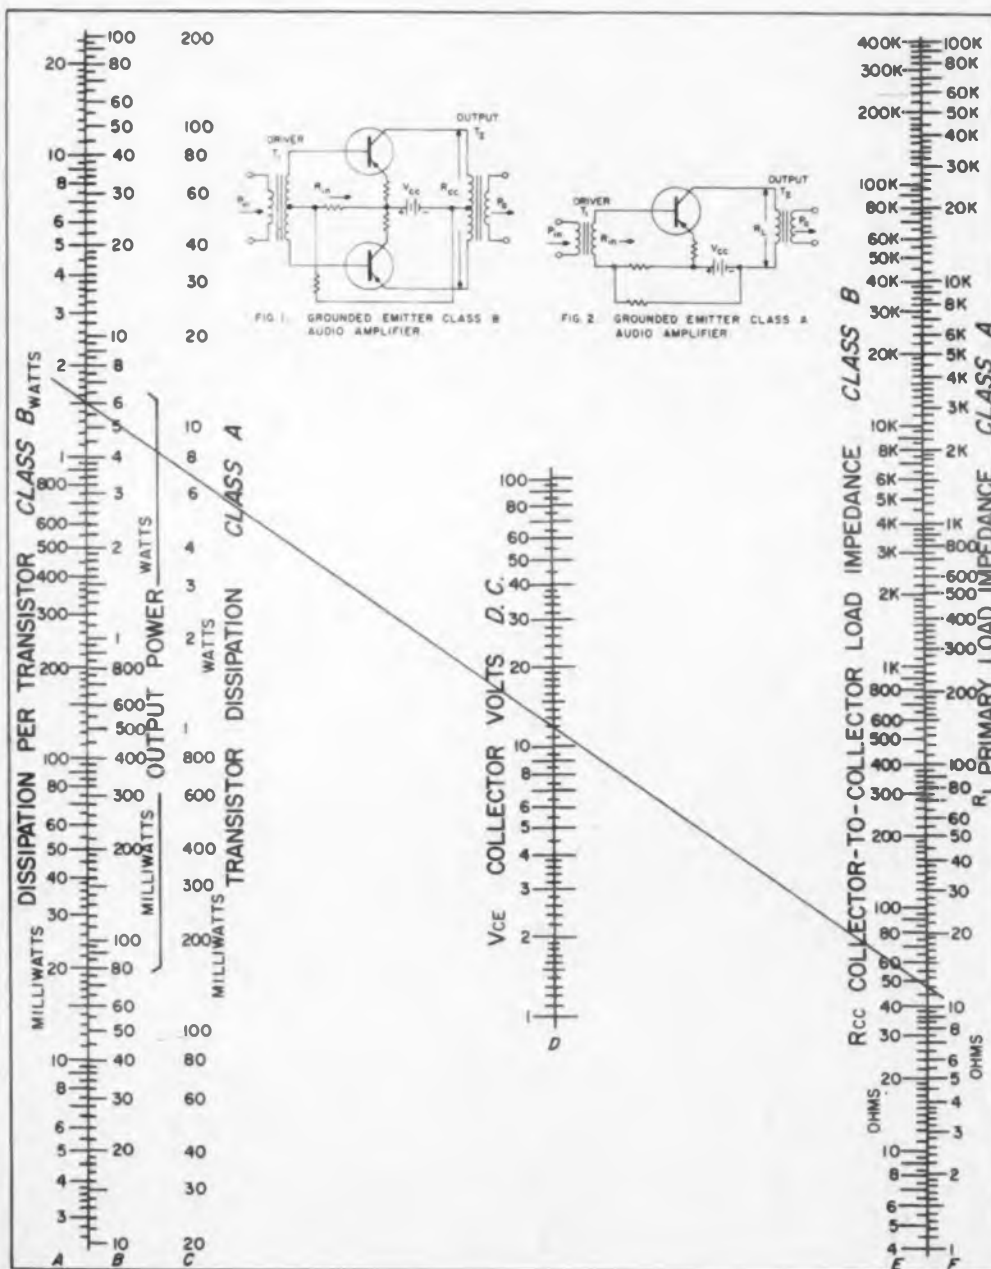 DISSIPATION PER TRANSISTOR CLASS B
WATTS
MILLIWATTS
20
10
8
6
5
4
3
2
1
800
600
500
400
300
200
100
80
60
50
40
30
20
10
8
6
5
4
3
A
100
80
60
50
40
30
20
10
8
6
5
4
3
2
1
800
600
500
400
300
200
100
80
60
50
40
30
20
10
B
OUTPUT POWER
WATTS
MILLIWATTS
200
100
80
60
40
30
20
10
8
6
4
3
2
1
800
600
400
300
200
100
80
60
40
30
20
C
TRANSISTOR DISSIPATION CLASS A
WATTS
MILLIWATTS
DRIVER
T1
Pin
Rin
VCC
RCC
OUTPUT
T2
Po
FIG 1. GROUNDED EMITTER CLASS B
AUDIO AMPLIFIER.
DRIVER
T1
Pin
Rin
VCC
RL
OUTPUT
T2
Po
FIG 2. GROUNDED EMITTER CLASS A
AUDIO AMPLIFIER.
VCE COLLECTOR VOLTS D. C.
100
80
60
50
40
30
20
10
8
6
5
4
3
2
1
D
RCC COLLECTOR-TO-COLLECTOR LOAD IMPEDANCE CLASS B
OHMS
400K
300K
200K
100K
80K
60K
50K
40K
30K
20K
10K
8K
6K
5K
4K
3K
2K
1K
800
600
500
400
300
200
100
80
60
50
40
30
20
10
8
6
5
4
E
100K
80K
60K
50K
40K
30K
20K
10K
8K
6K
5K
4K
3K
2K
1K
800
600
500
400
300
200
100
80
60
50
40
30
20
10
8
6
5
4
3
2
1
F
RL PRIMARY LOAD IMPEDANCE CLASS A
OHMS